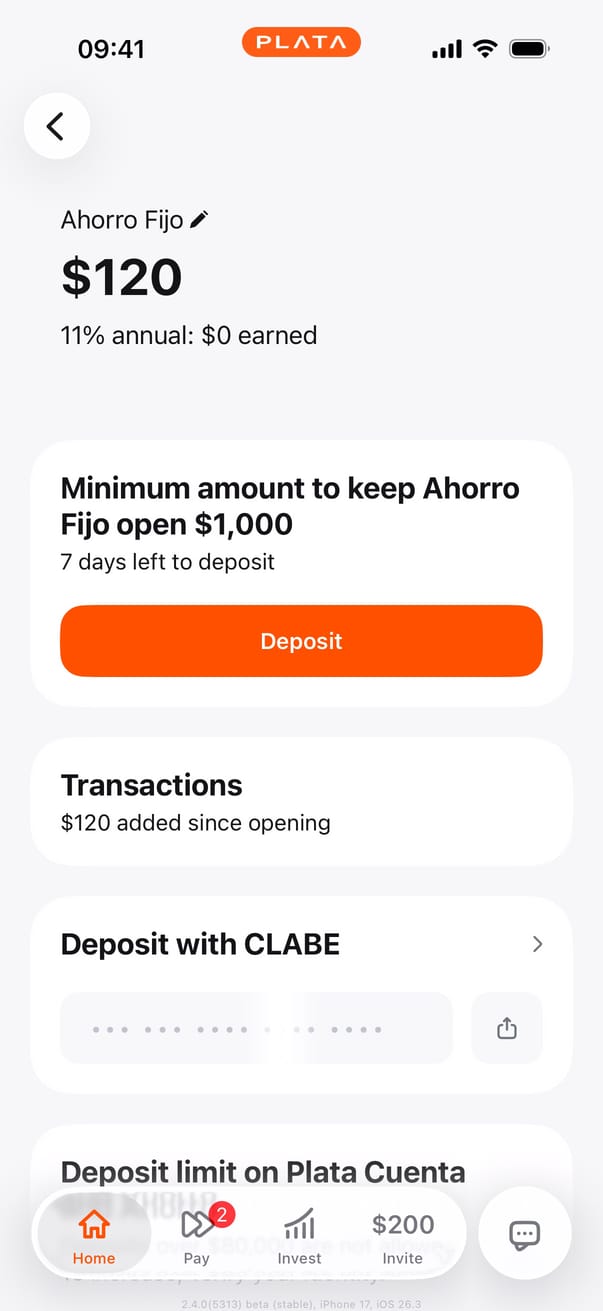 09:41
PLATA
Ahorro Fijo
$120
11% annual: $0 earned
Minimum amount to keep Ahorro
Fijo open $1,000
7 days left to deposit
Deposit
Transactions
$120 added since opening
Deposit with CLABE
Deposit limit on Plata Cuenta
2
$200
Home
Pay
Invest
Invite
2.4.0(5313) beta (stable), iPhone 17, iOS 26.3